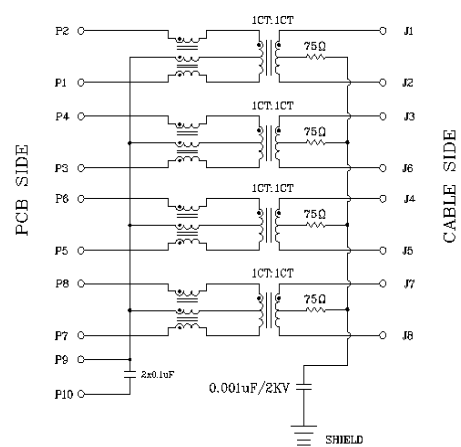 1CT:1CT
P2
J1
75Ω
P1
J2
1CT:1CT
P4
J3
75Ω
P3
J6
1CT:1CT
P6
J4
75Ω
P5
J5
1CT:1CT
P8
J7
75Ω
P7
J8
P9
2x0.1uF
P10
0.001uF/2KV
SHIELD
PCB SIDE
CABLE SIDE